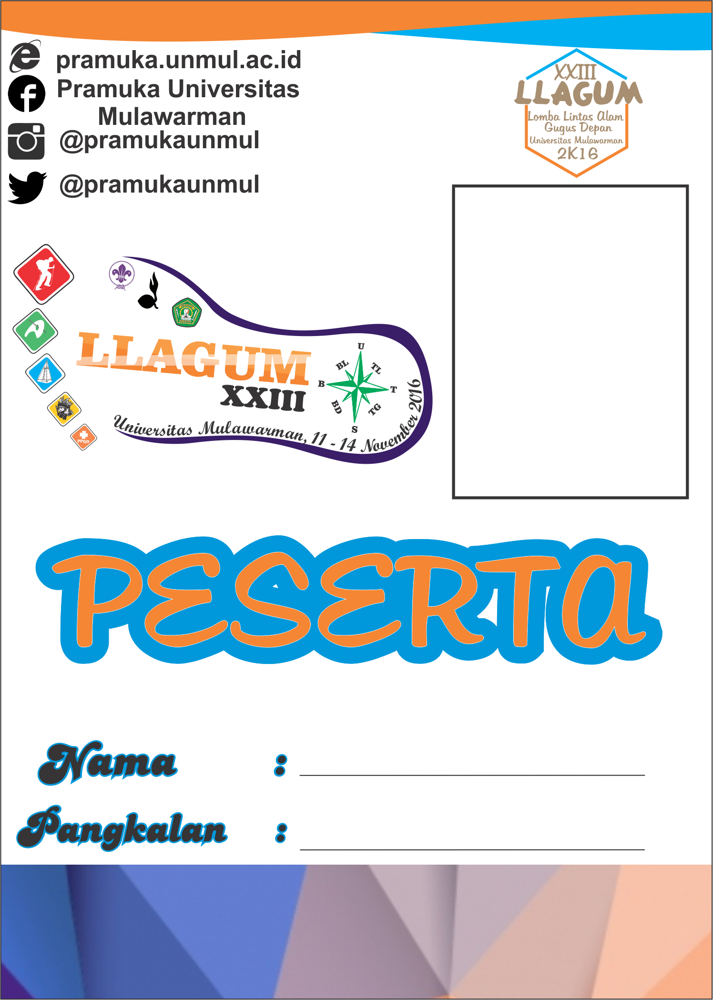 pramuka.unmul.ac.id
Pramuka Universitas
Mulawarman
@pramukaunmul
@pramukaunmul
XXIII
LLAGUM
Lomba Lintas Alam
Gugus Depan
Universitas Mulawarman
2K16
LLAGUM
XXIII
U
BL
TL
B
T
BD
TG
S
PPGD
Universitas Mulawarman, 11 - 14 November 2016
PESERTA
Nama :
Pangkalan :